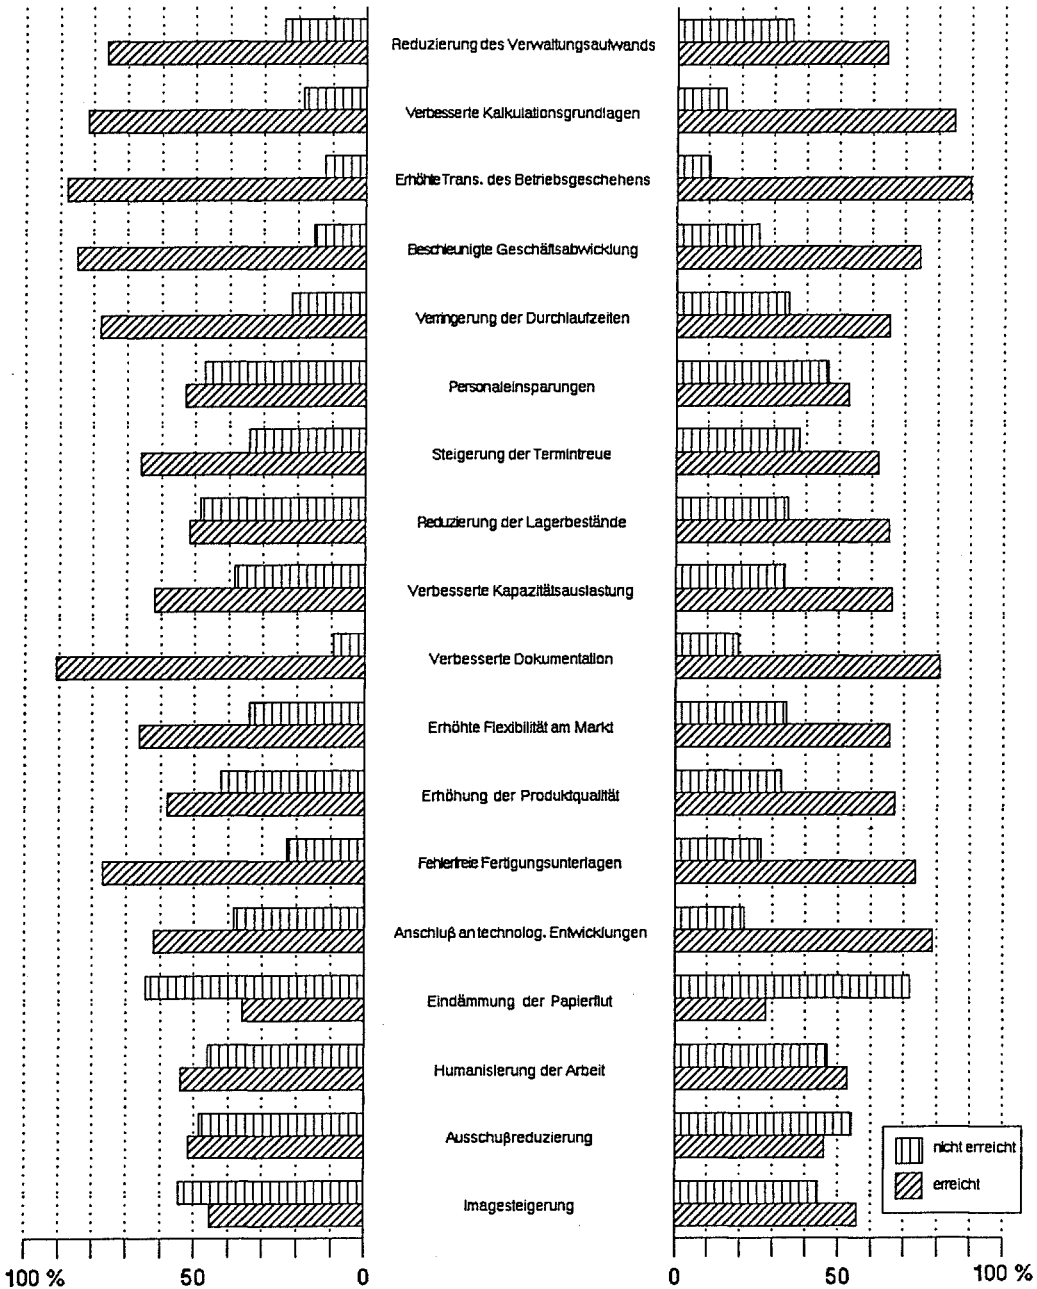 Reduzierung des Verwaltungsaufwands
Verbesserte Kalkulationsgrundlagen
Erhöhte Trans. des Betriebsgeschehens
Beschleunigte Geschäftsabwicklung
Verringerung der Durchlaufzeiten
Personaleinsparungen
Steigerung der Termintreue
Reduzierung der Lagerbestände
Verbesserte Kapazitätsauslastung
Verbesserte Dokumentation
Erhöhte Flexibilität am Markt
Erhöhung der Produktqualität
Fehlerfreie Fertigungsunterlagen
Anschluß an technolog. Entwicklungen
Eindämmung der Papierflut
Humanisierung der Arbeit
Ausschußreduzierung
Imagesteigerung
nicht erreicht
erreicht
100 % 50 0 0 50 100 %